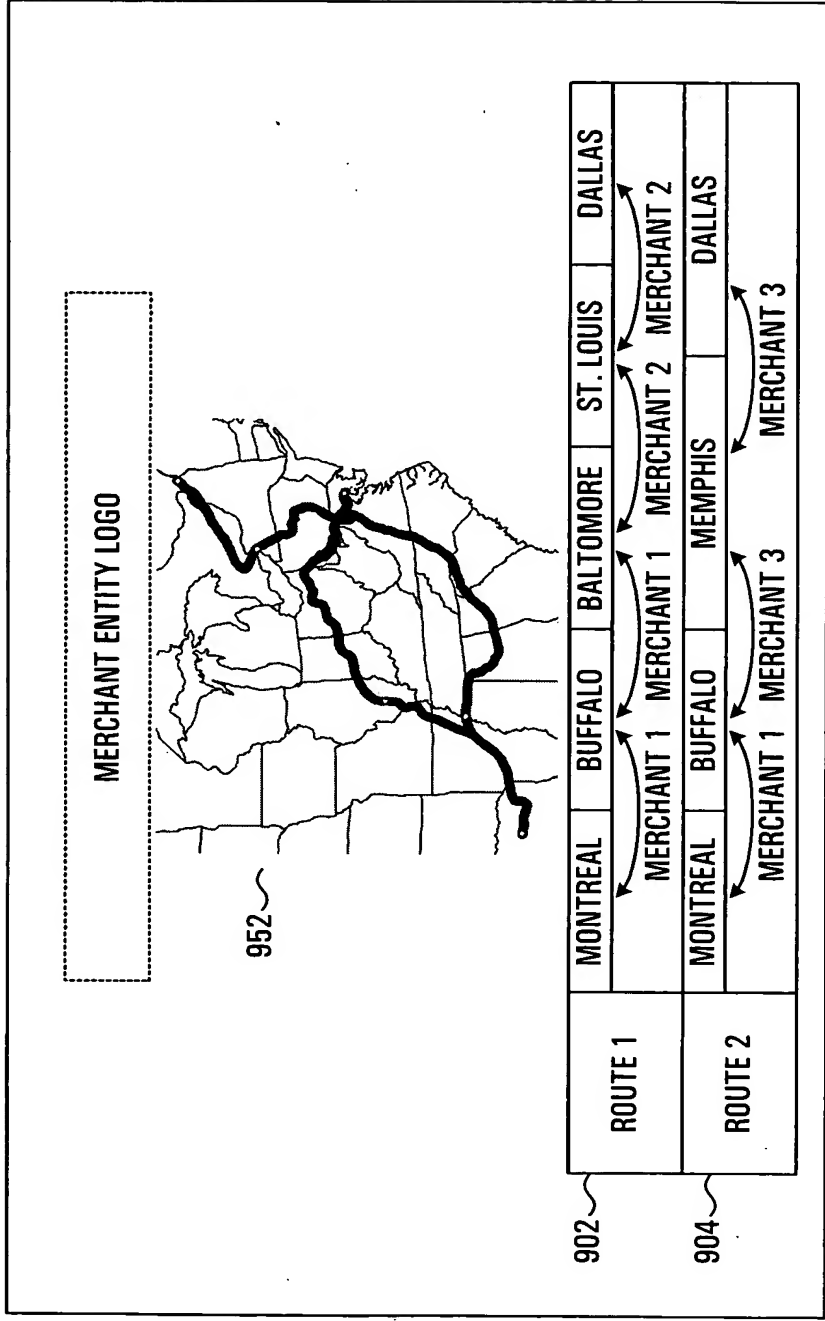 MERCHANT ENTITY LOGO
952
902
ROUTE 1
MONTREAL BUFFALO BALTOMORE ST. LOUIS DALLAS
MERCHANT 1 MERCHANT 1 MERCHANT 2 MERCHANT 2
904
ROUTE 2
MONTREAL BUFFALO MEMPHIS DALLAS
MERCHANT 1 MERCHANT 3 MERCHANT 3